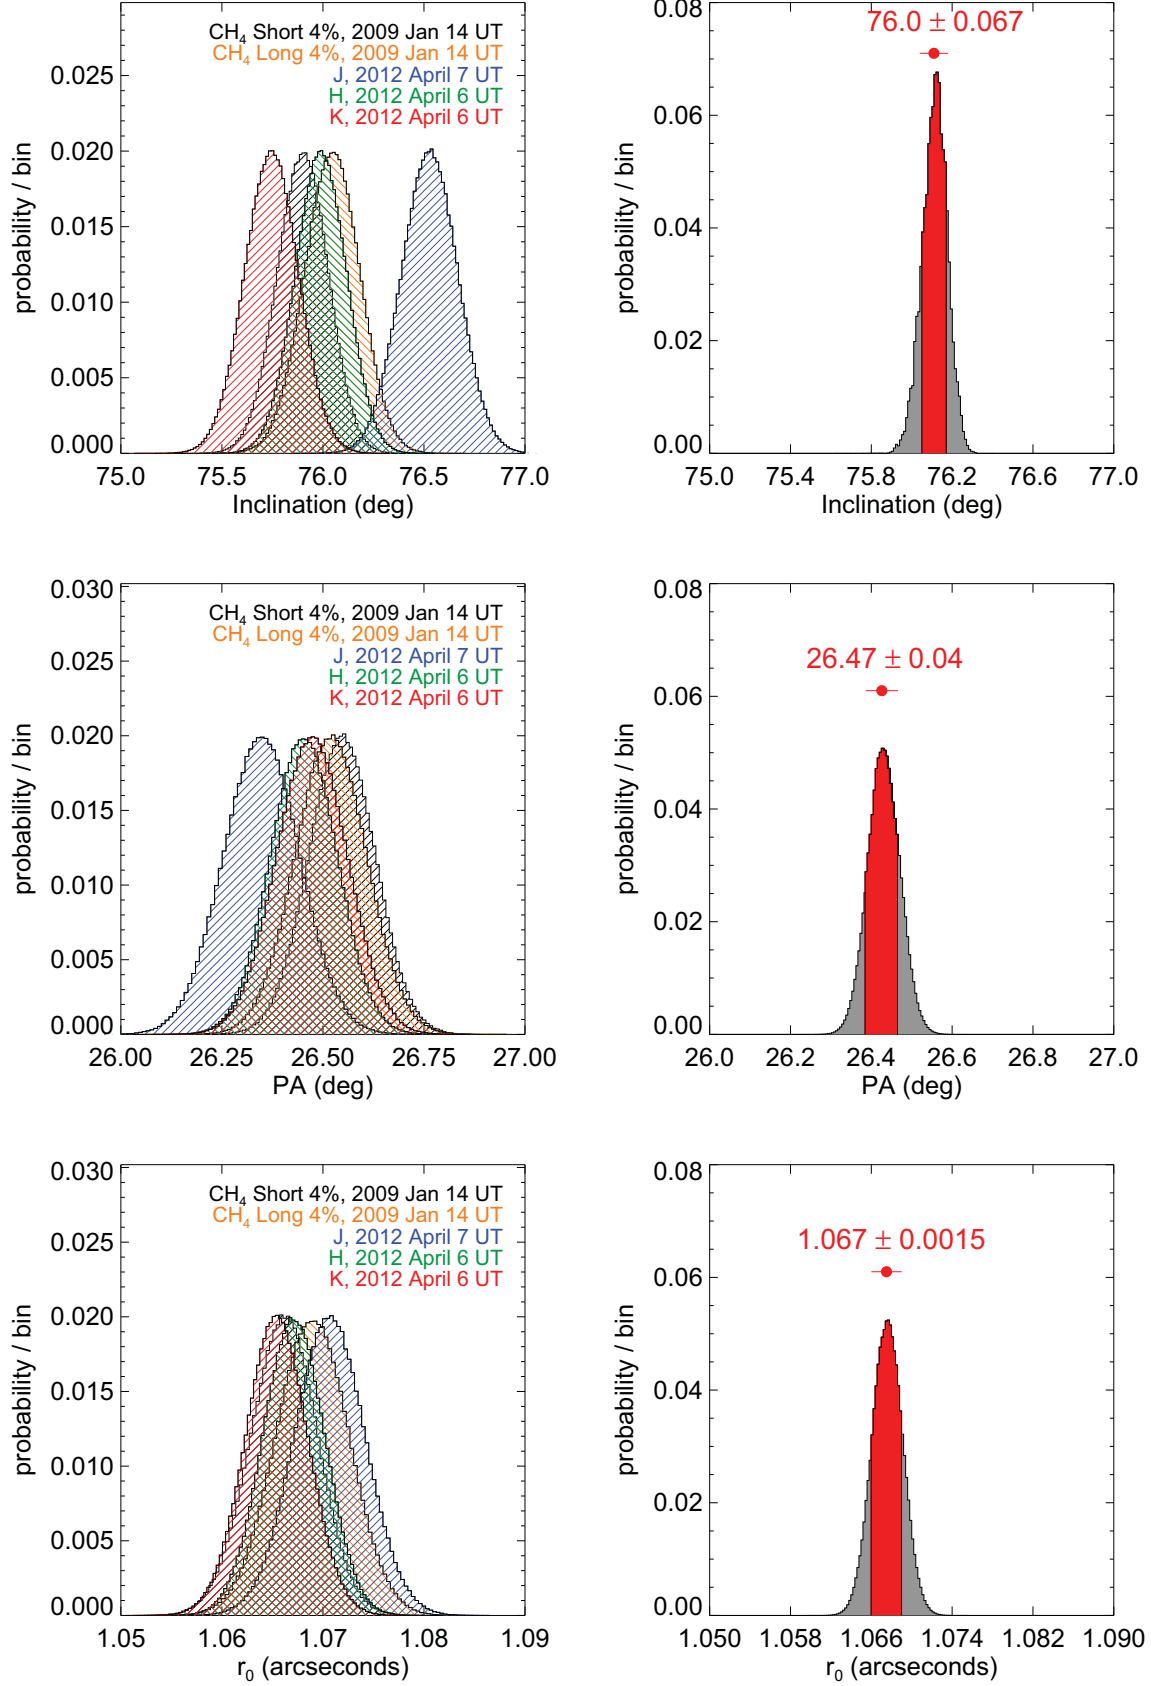 CH4 Short 4%, 2009 Jan 14 UT
CH4 Long 4%, 2009 Jan 14 UT
J, 2012 April 7 UT
H, 2012 April 6 UT
K, 2012 April 6 UT
0.025
0.020
0.015
0.010
0.005
0.000
probability / bin
75.0 75.5 76.0 76.5 77.0
Inclination (deg)
76.0 ± 0.067
0.08
0.06
0.04
0.02
0.00
probability / bin
75.0 75.4 75.8 76.2 76.6 77.0
Inclination (deg)
CH4 Short 4%, 2009 Jan 14 UT
CH4 Long 4%, 2009 Jan 14 UT
J, 2012 April 7 UT
H, 2012 April 6 UT
K, 2012 April 6 UT
0.030
0.025
0.020
0.015
0.010
0.005
0.000
probability / bin
26.00 26.25 26.50 26.75 27.00
PA (deg)
26.47 ± 0.04
0.08
0.06
0.04
0.02
0.00
probability / bin
26.0 26.2 26.4 26.6 26.8 27.0
PA (deg)
CH4 Short 4%, 2009 Jan 14 UT
CH4 Long 4%, 2009 Jan 14 UT
J, 2012 April 7 UT
H, 2012 April 6 UT
K, 2012 April 6 UT
0.030
0.025
0.020
0.015
0.010
0.005
0.000
probability / bin
1.05 1.06 1.07 1.08 1.09
r0 (arcseconds)
1.067 ± 0.0015
0.08
0.06
0.04
0.02
0.00
probability / bin
1.050 1.058 1.066 1.074 1.082 1.090
r0 (arcseconds)